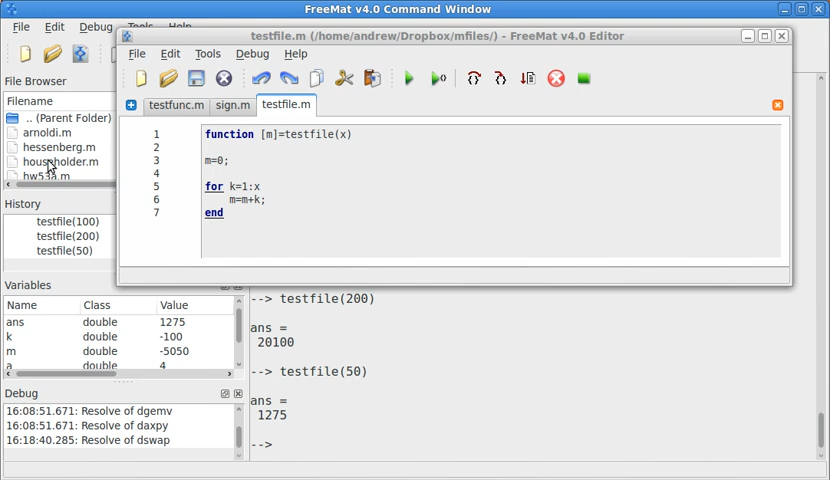 FreeMat v4.0 Command Window
File Edit Debug Tools Help
testfile.m (/home/andrew/Dropbox/mfiles/) - FreeMat v4.0 Editor
File Edit Tools Debug Help
testfunc.m sign.m testfile.m
1 function [m]=testfile(x)
2
3 m=0;
4
5 for k=1:x
6 m=m+k;
7 end
File Browser
Filename
.. (Parent Folder)
arnoldi.m
hessenberg.m
householder.m
hw53a.m
History
testfile(100)
testfile(200)
testfile(50)
Variables
Name Class Value
ans double 1275
k double -100
m double -5050
a double 4
Debug
16:08:51.671: Resolve of dgemv
16:08:51.671: Resolve of daxpy
16:18:40.285: Resolve of dswap
--> testfile(200)
ans =
20100
--> testfile(50)
ans =
1275
-->